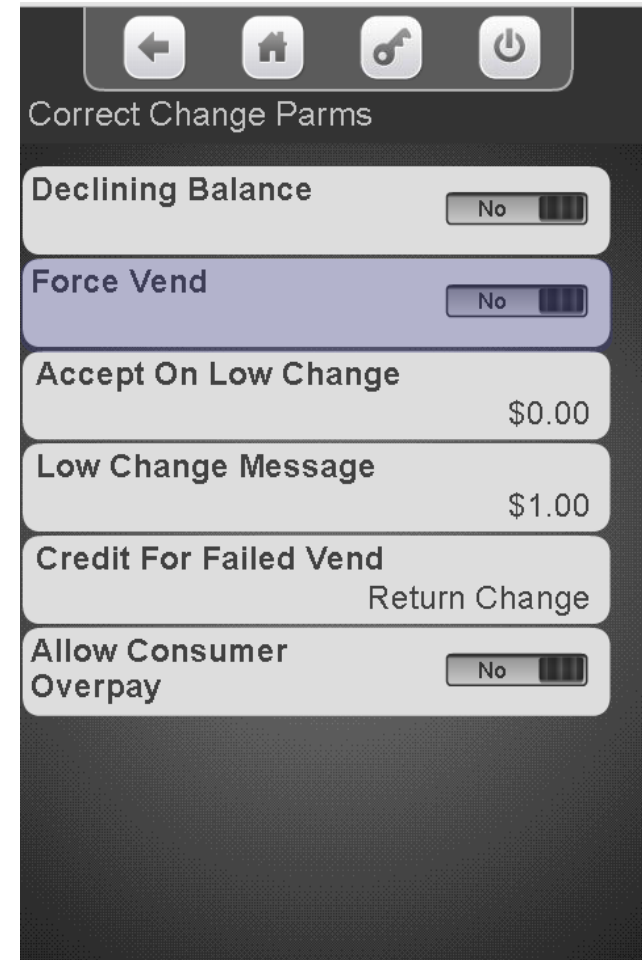 Correct Change Parms
Declining Balance
No
Force Vend
No
Accept On Low Change
$0.00
Low Change Message
$1.00
Credit For Failed Vend
Return Change
Allow Consumer
Overpay
No